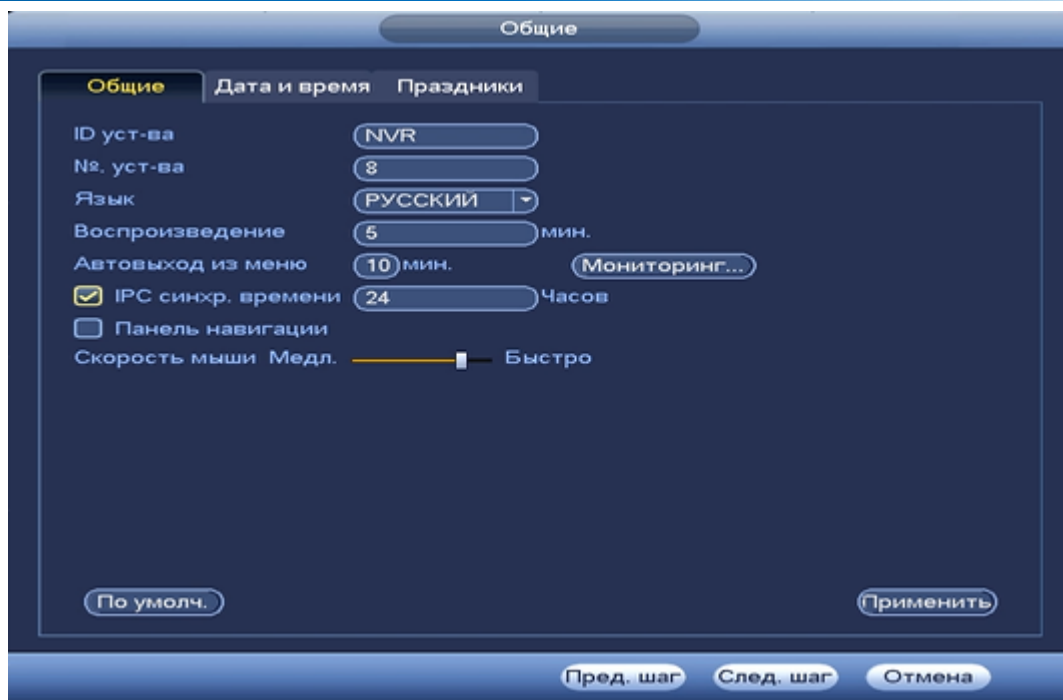 Общие
Общие Дата и время Праздники
ID уст-ва NVR
№. уст-ва 8
Язык РУССКИЙ
Воспроизведение 5 мин.
Автовыход из меню 10 мин. Мониторинг...
IPC синхр. времени 24 Часов
Панель навигации
Скорость мыши Медл. Быстро
По умолч. Применить
Пред. шаг След. шаг Отмена